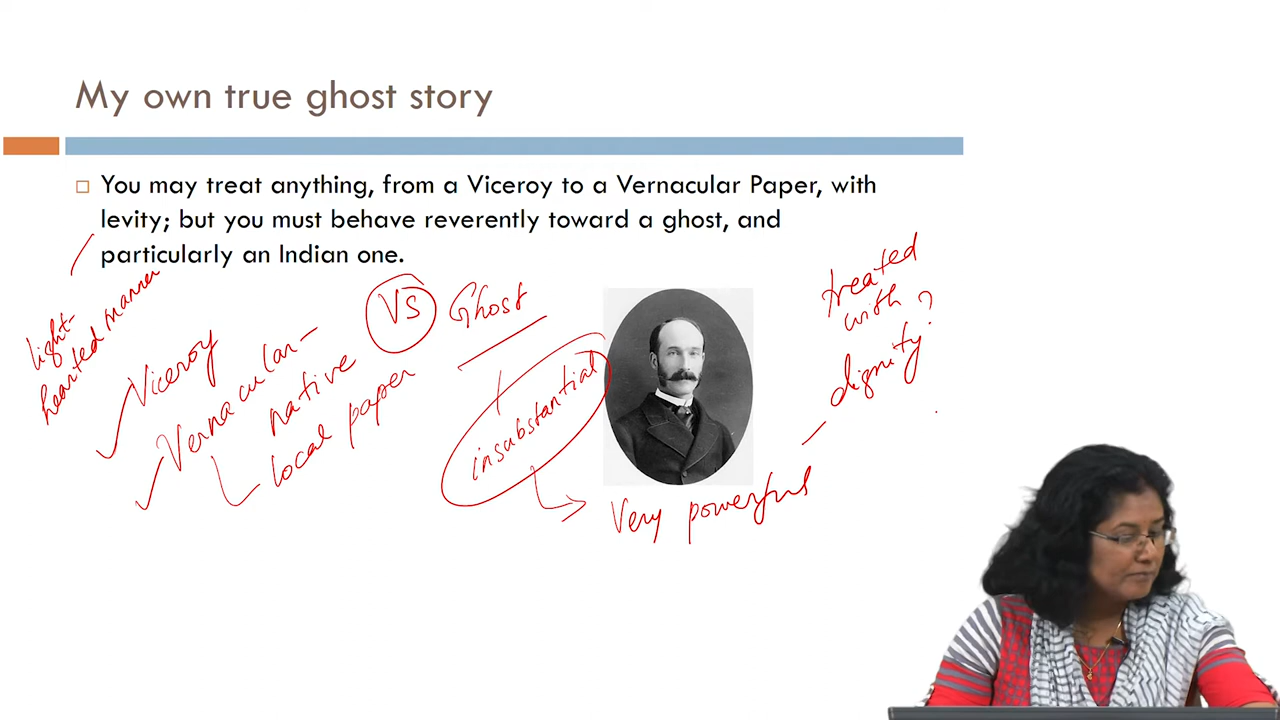 My own true ghost story
You may treat anything, from a Viceroy to a Vernacular Paper, with
levity; but you must behave reverently toward a ghost, and
particularly an Indian one.
light-
hearted manner
Viceroy
Vernacular-
native
local paper
VS
Ghost
insubstantial
Very powerful
treated
with
dignity?